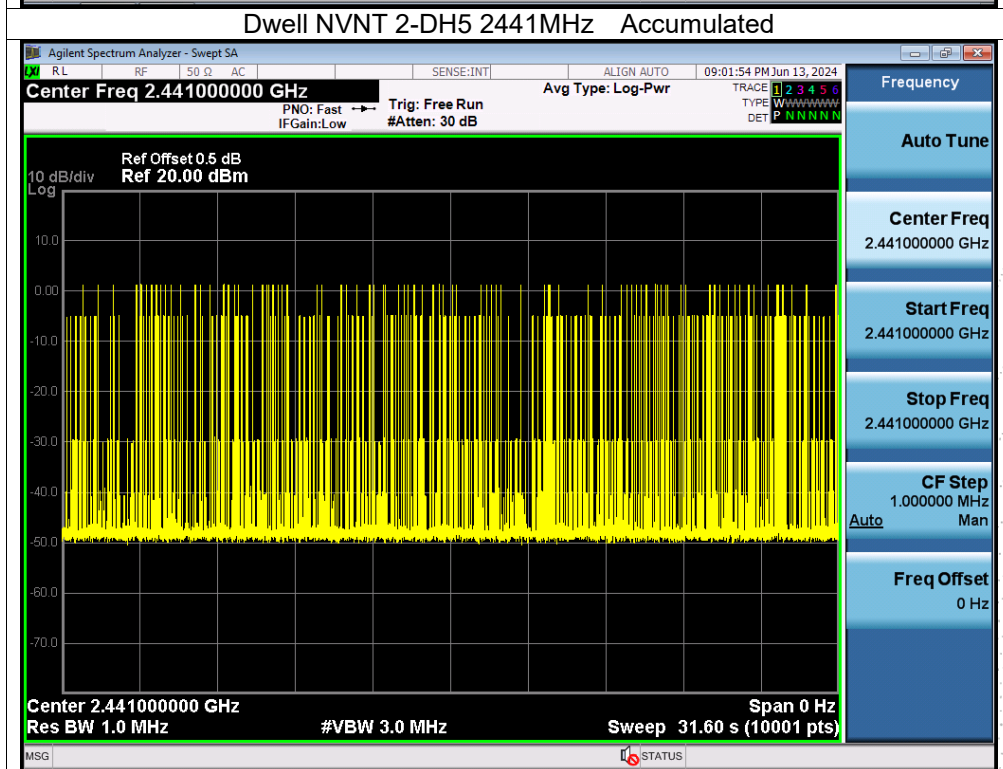 Dwell NVNT 2-DH5 2441MHz Accumulated
Agilent Spectrum Analyzer - Swept SA
LXI RL RF 50 Ω AC SENSE:INT ALIGN AUTO 09:01:54 PM Jun 13, 2024
Center Freq 2.441000000 GHz
PNO: Fast
IFGain:Low
Trig: Free Run
#Atten: 30 dB
Avg Type: Log-Pwr
TRACE 1 2 3 4 5 6
TYPE WWWWWWW
DET P N N N N N
Ref Offset 0.5 dB
10 dB/div Ref 20.00 dBm
Log
10.0
0.00
-10.0
-20.0
-30.0
-40.0
-50.0
-60.0
-70.0
Center 2.441000000 GHz Span 0 Hz
Res BW 1.0 MHz #VBW 3.0 MHz Sweep 31.60 s (10001 pts)
MSG STATUS
Frequency
Auto Tune
Center Freq
2.441000000 GHz
Start Freq
2.441000000 GHz
Stop Freq
2.441000000 GHz
CF Step
1.000000 MHz
Auto Man
Freq Offset
0 Hz